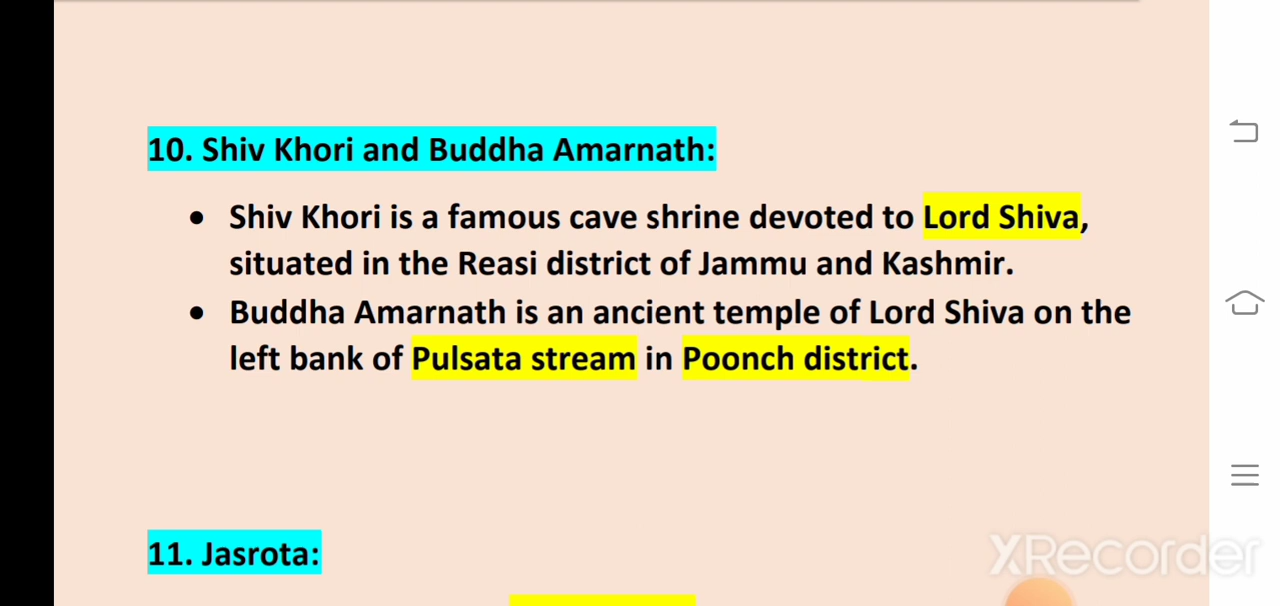 10. Shiv Khori and Buddha Amarnath:
• Shiv Khori is a famous cave shrine devoted to Lord Shiva,
situated in the Reasi district of Jammu and Kashmir.
• Buddha Amarnath is an ancient temple of Lord Shiva on the
left bank of Pulsata stream in Poonch district.
11. Jasrota:
XRecorder